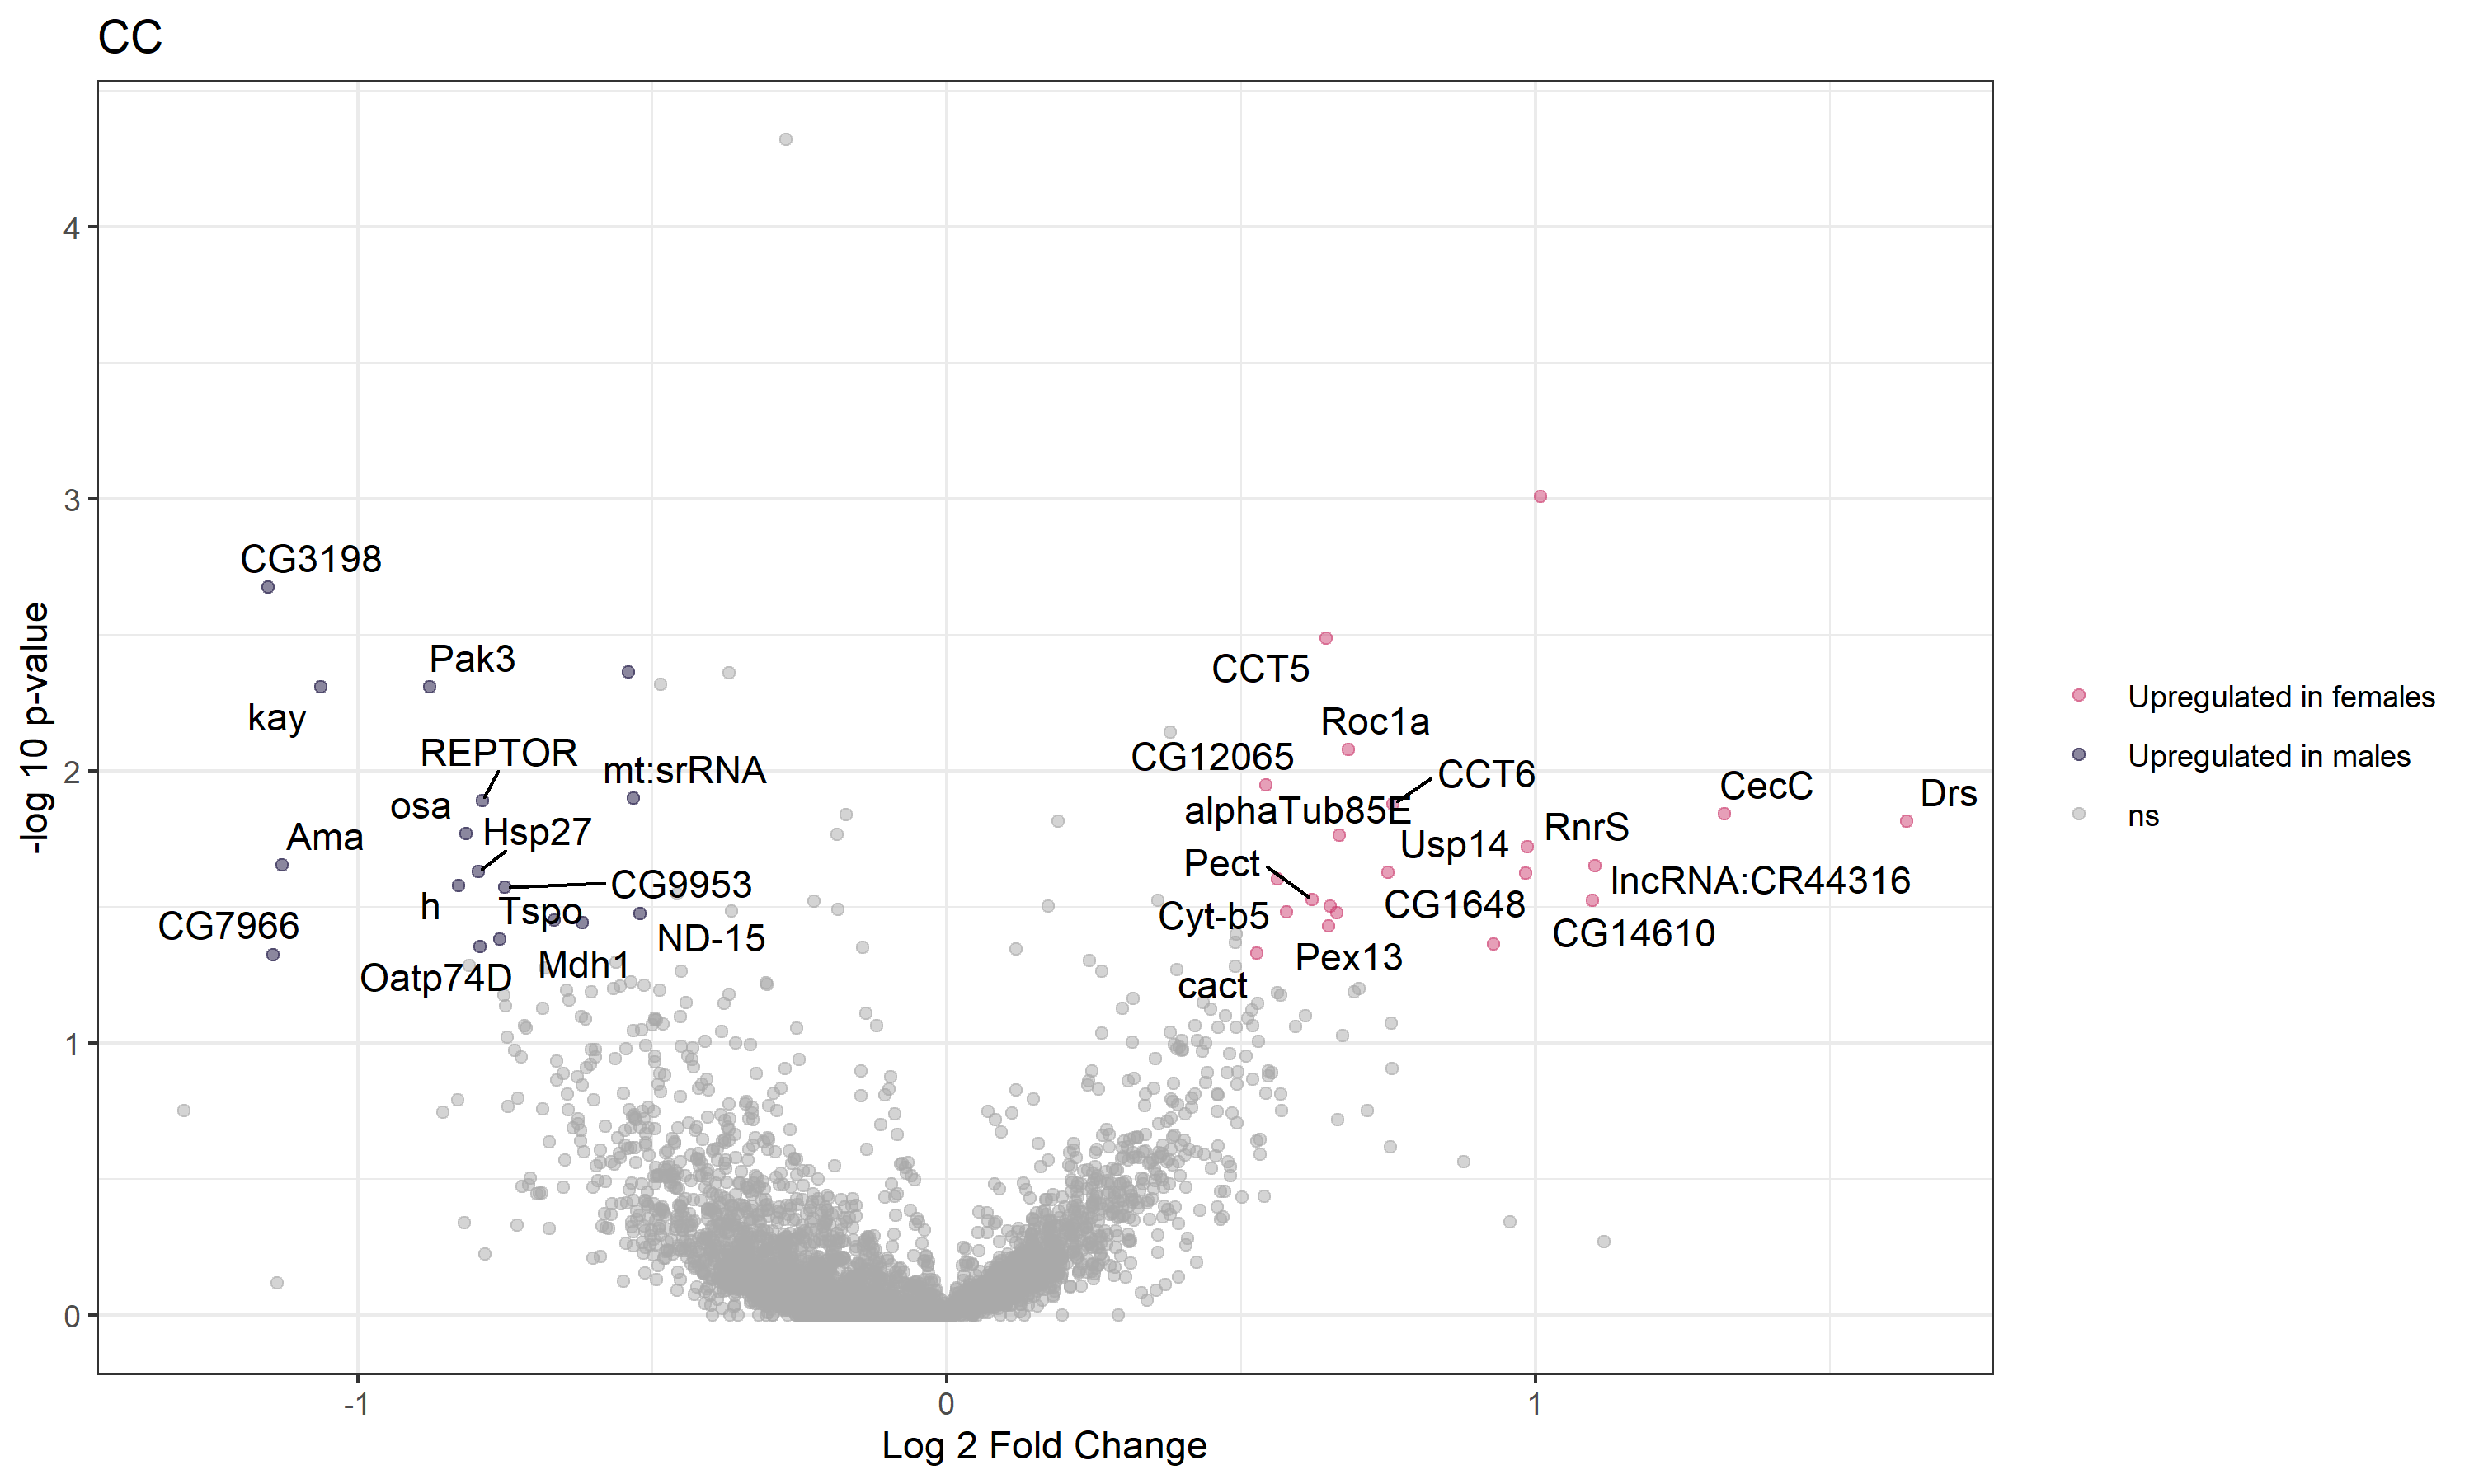 CC
4
3
2
1
0
-log 10 p-value
CG3198
Pak3
kay
CCT5
Roc1a
REPTOR
CG12065
mt:srRNA
CCT6
CecC
Drs
osa
alphaTub85E
Hsp27
RnrS
Ama
Usp14
Pect
CG9953
lncRNA:CR44316
h
Tspo
CG1648
Cyt-b5
CG7966
ND-15
CG14610
Pex13
Mdh1
Oatp74D
cact
-1
0
1
Log 2 Fold Change
Upregulated in females
Upregulated in males
ns